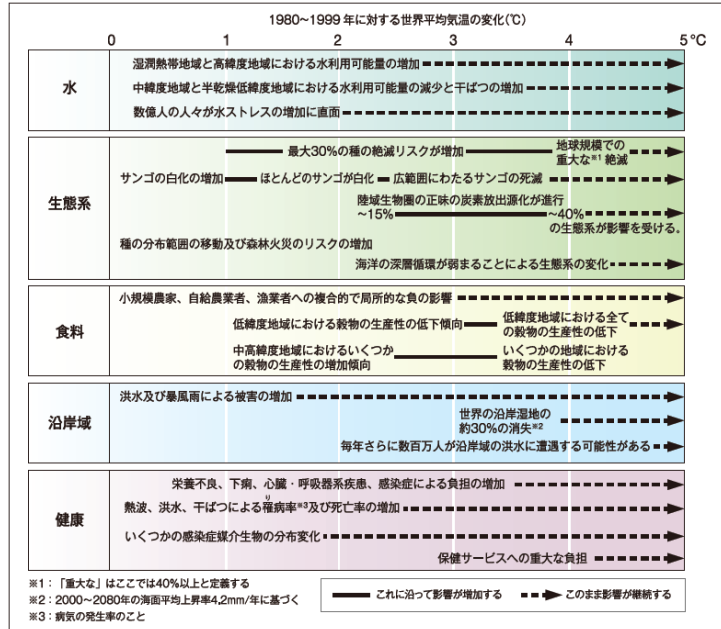 1980～1999年に対する世界平均気温の変化(℃)
0 1 2 3 4 5℃
水
湿潤熱帯地域と高緯度地域における水利用可能量の増加
中緯度地域と半乾燥低緯度地域における水利用可能量の減少と干ばつの増加
数億人の人々が水ストレスの増加に直面
生態系
最大30%の種の絶滅リスクが増加
地球規模での
重大な※1 絶滅
サンゴの白化の増加 ほとんどのサンゴが白化 広範囲にわたるサンゴの死滅
陸域生物圏の正味の炭素放出源化が進行
～15% ～40%
の生態系が影響を受ける。
種の分布範囲の移動及び森林火災のリスクの増加
海洋の深層循環が弱まることによる生態系の変化
食料
小規模農家、自給農業者、漁業者への複合的で局所的な負の影響
低緯度地域における穀物の生産性の低下傾向
低緯度地域における全て
の穀物の生産性の低下
中高緯度地域におけるいくつか
の穀物の生産性の増加傾向
いくつかの地域における
穀物の生産性の低下
沿岸域
洪水及び暴風雨による被害の増加
世界の沿岸湿地の
約30%の消失※2
毎年さらに数百万人が沿岸域の洪水に遭遇する可能性がある
健康
栄養不良、下痢、心臓・呼吸器系疾患、感染症による負担の増加
り
熱波、洪水、干ばつによる罹病率※3及び死亡率の増加
いくつかの感染症媒介生物の分布変化
保健サービスへの重大な負担
※1：「重大な」はここでは40%以上と定義する
※2：2000～2080年の海面平均上昇率4.2mm/年に基づく
※3：病気の発生率のこと
これに沿って影響が増加する
このまま影響が継続する